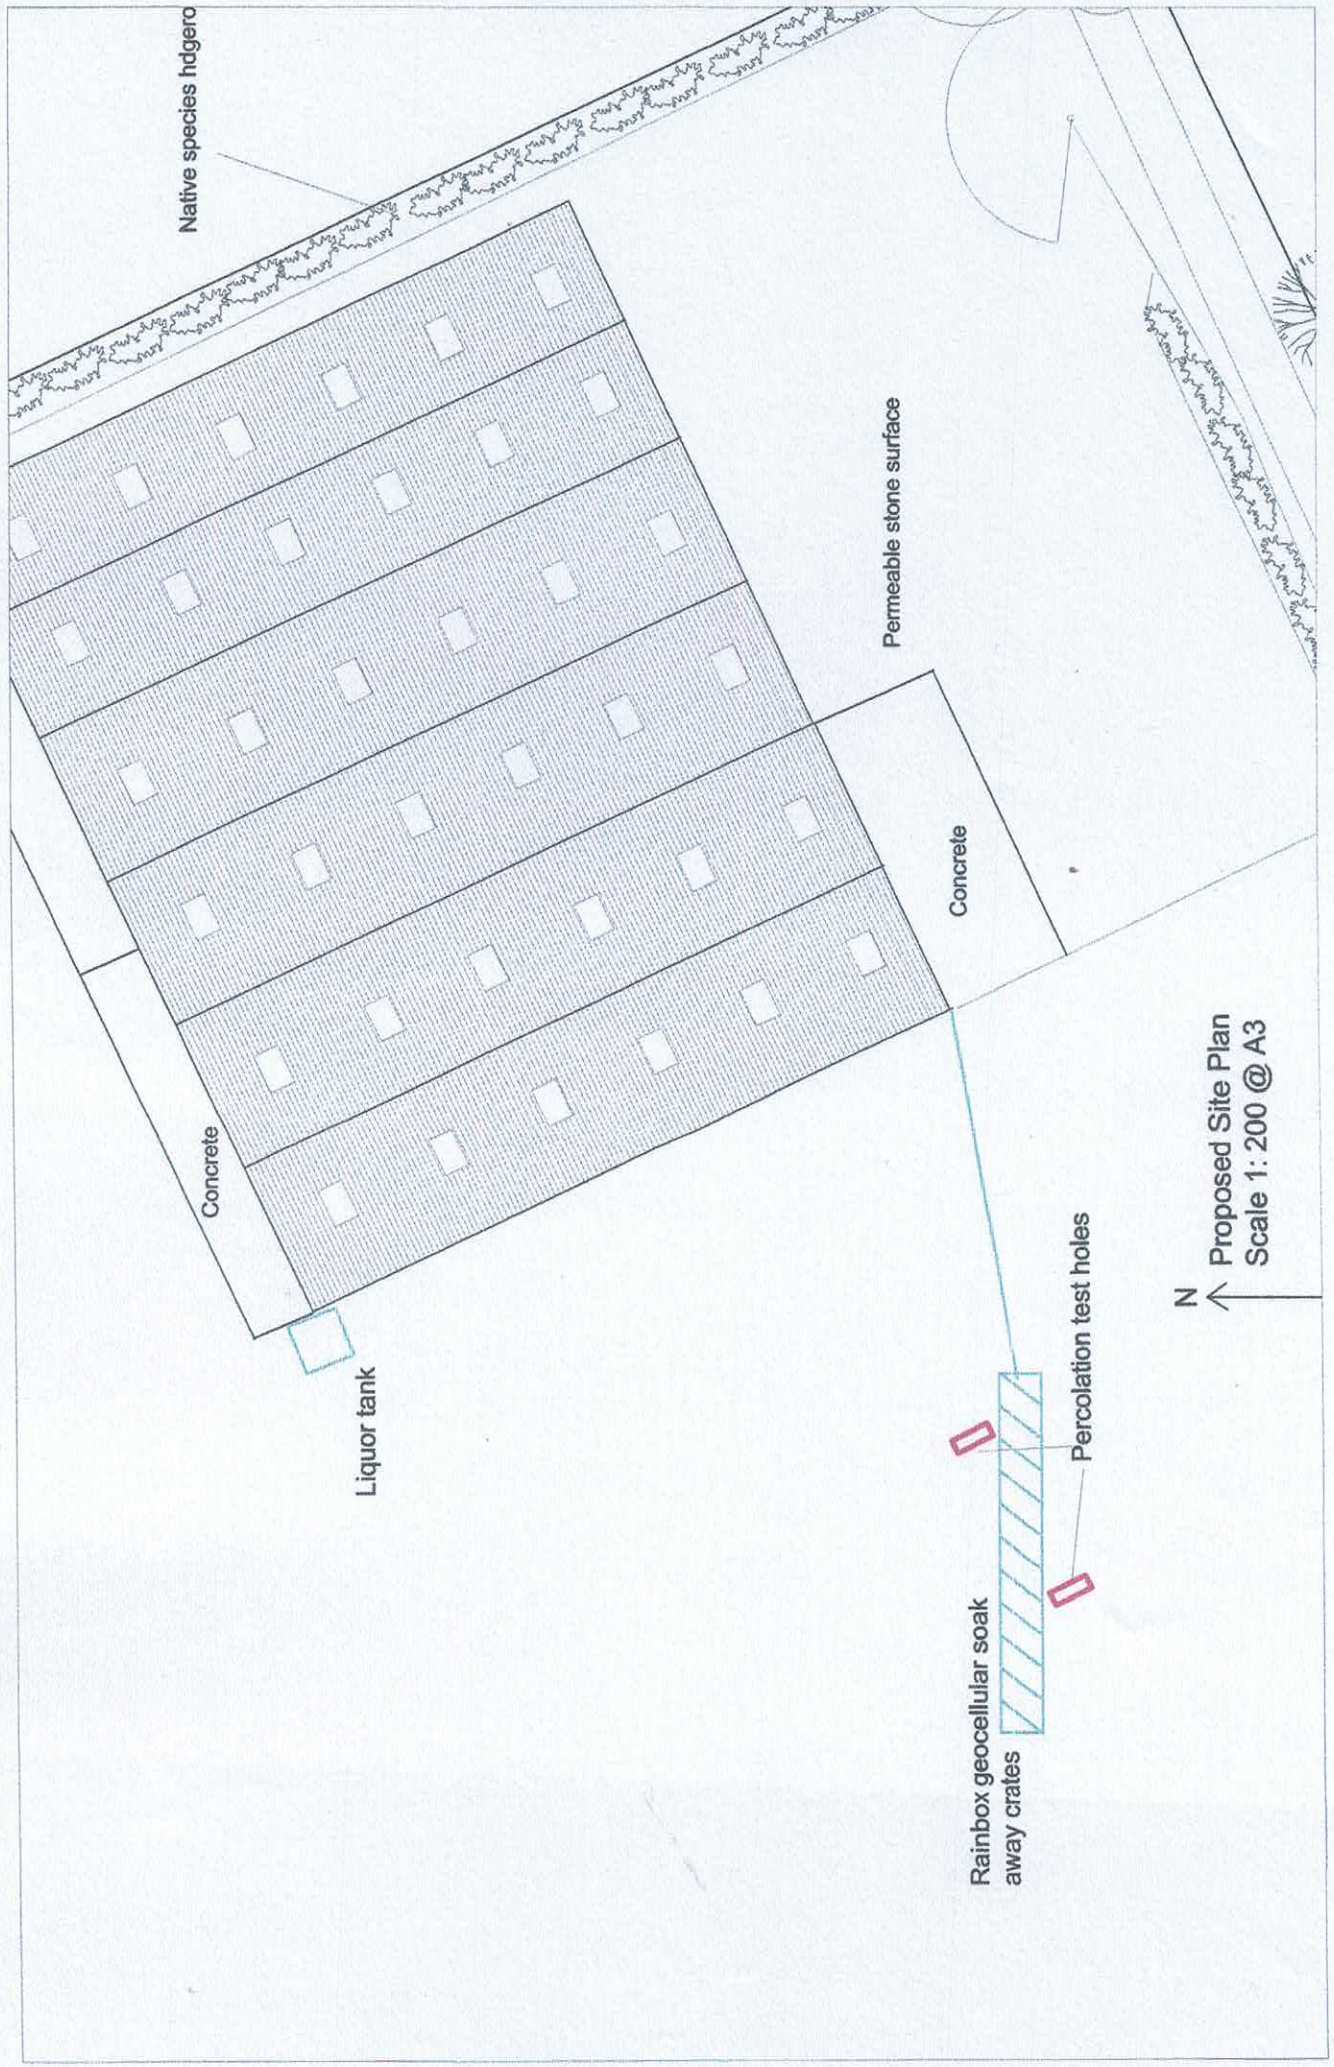 Native species hdgero
Permeable stone surface
Concrete
Concrete
Liquor tank
Rainbox geocellular soak
away crates
Percolation test holes
N
Proposed Site Plan
Scale 1: 200 @ A3